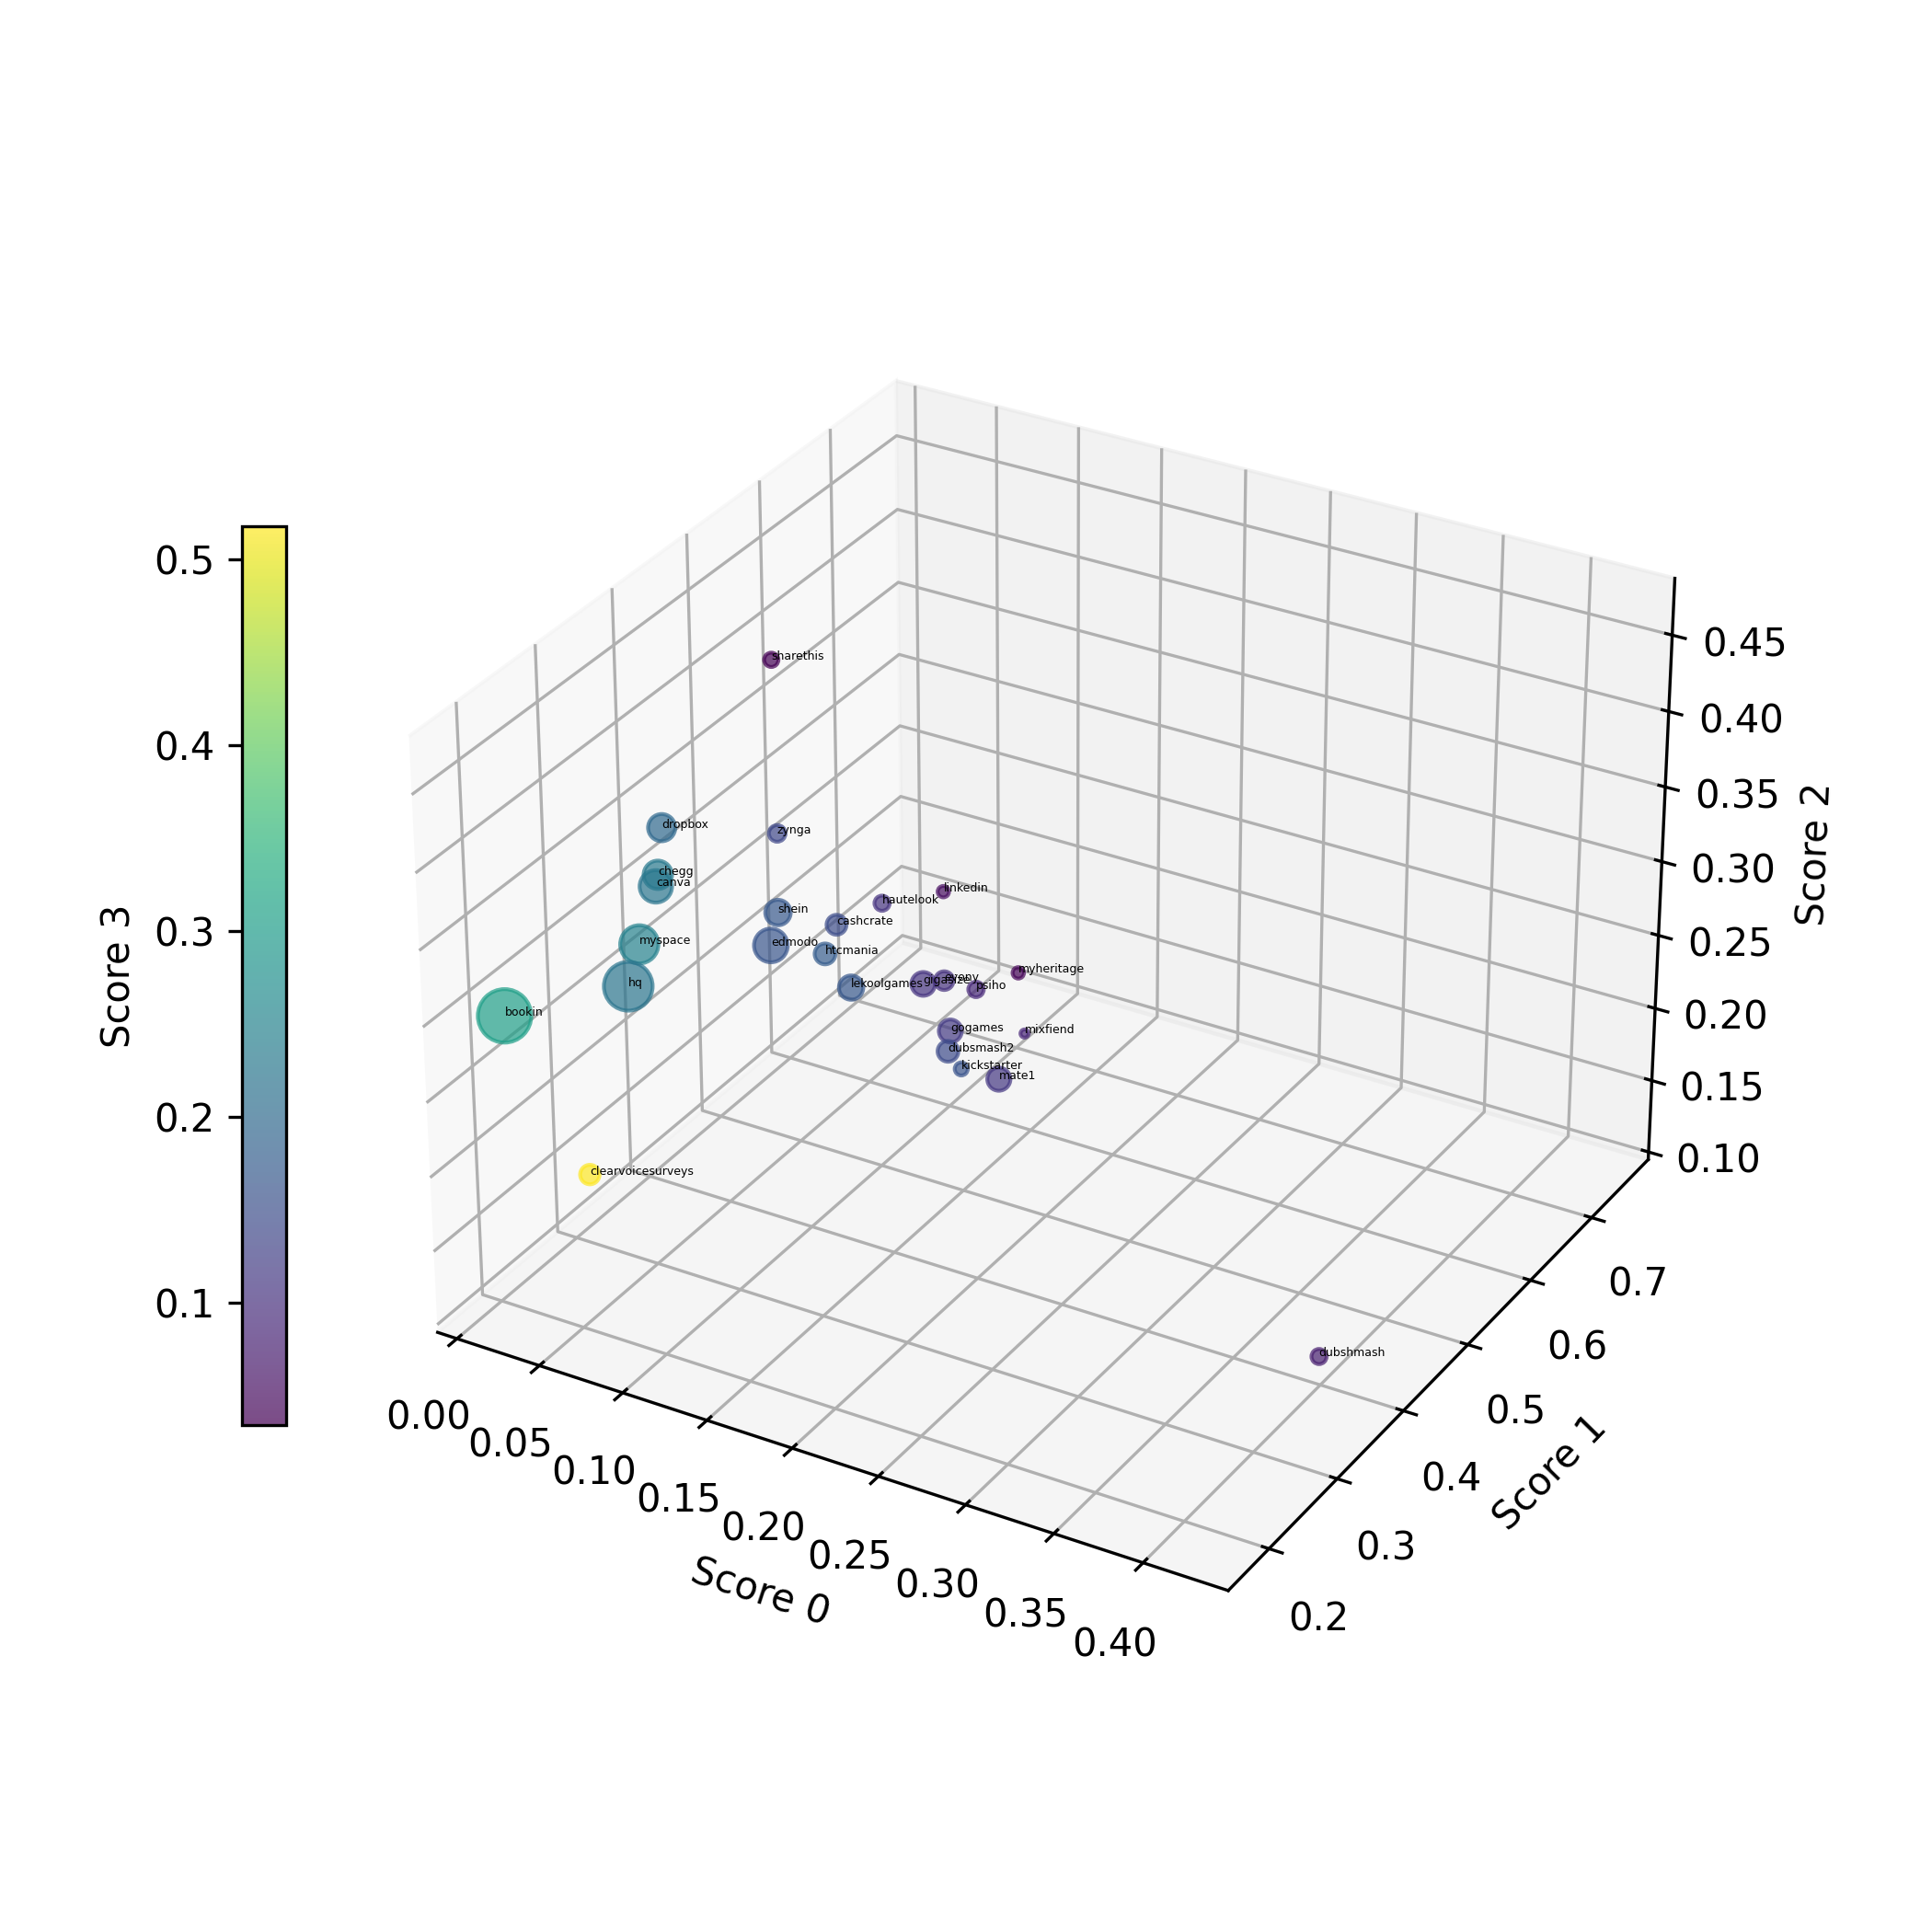 Score 3
0.5
0.4
0.3
0.2
0.1
sharethis
dropbox
zynga
chegg
canva
linkedin
hautelook
shein
cashcrate
myspace
edmodo
htcmania
myheritage
hq
lekoolgames
gigasize
evony
psiho
bookin
gogames
mixfiend
dubsmash2
kickstarter
mate1
clearvoicesurveys
dubshmash
0.00
0.05
0.10
0.15
0.20
0.25
0.30
0.35
0.40
Score 0
0.2
0.3
0.4
0.5
0.6
0.7
Score 1
0.45
0.40
0.35
0.30
0.25
0.20
0.15
0.10
Score 2